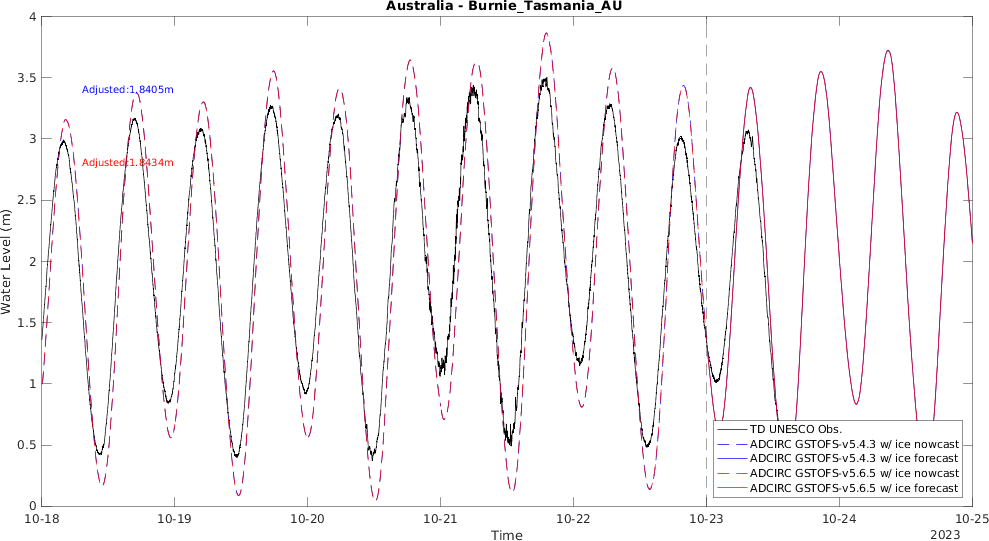 Australia - Burnie_Tasmania_AU
4
3.5
3
2.5
2
1.5
1
0.5
0
Water Level (m)
Adjusted:1.8405m
Adjusted:1.8434m
TD UNESCO Obs.
ADCIRC GSTOFS-v5.4.3 w/ ice nowcast
ADCIRC GSTOFS-v5.4.3 w/ ice forecast
ADCIRC GSTOFS-v5.6.5 w/ ice nowcast
ADCIRC GSTOFS-v5.6.5 w/ ice forecast
10-18 10-19 10-20 10-21 10-22 10-23 10-24 10-25
Time
2023